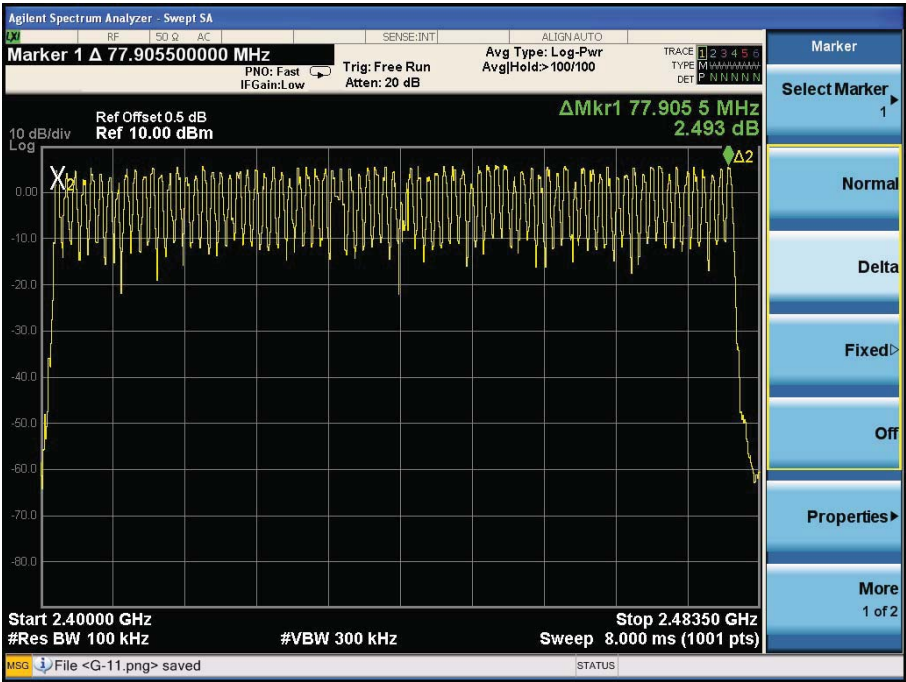 Agilent Spectrum Analyzer - Swept SA
LXI RF 50 Ω AC SENSE:INT ALIGN AUTO
Marker 1 Δ 77.905500000 MHz
PNO: Fast
IFGain:Low
Trig: Free Run
Atten: 20 dB
Avg Type: Log-Pwr
Avg|Hold:>100/100
TRACE 1 2 3 4 5 6
TYPE M
DET P N N N N N
ΔMkr1 77.905 5 MHz
2.493 dB
Ref Offset 0.5 dB
10 dB/div Ref 10.00 dBm
Log
Δ2
X2
0.00
-10.0
-20.0
-30.0
-40.0
-50.0
-60.0
-70.0
-80.0
Start 2.40000 GHz
Stop 2.48350 GHz
#Res BW 100 kHz
#VBW 300 kHz
Sweep 8.000 ms (1001 pts)
MSG File <G-11.png> saved
STATUS
Marker
Select Marker
1
Normal
Delta
Fixed
Off
Properties
More
1 of 2